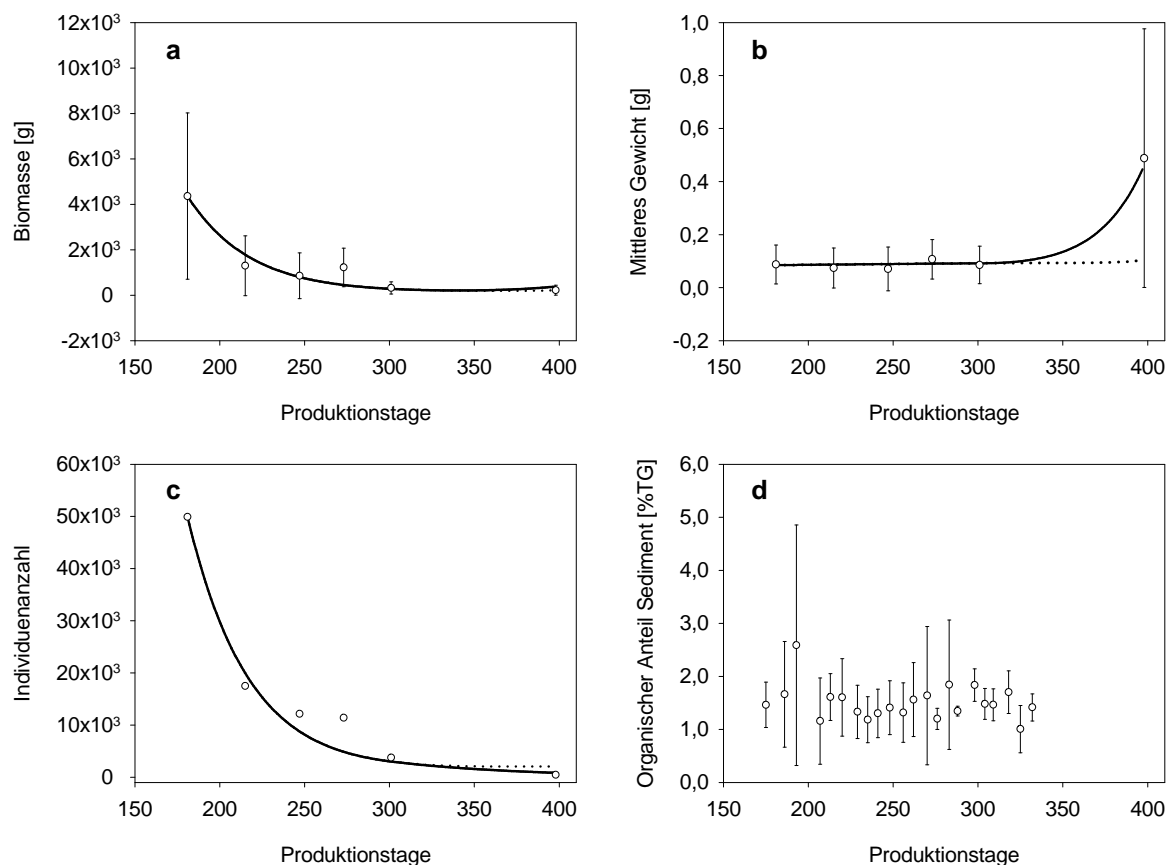 a
Biomasse [g]
12x10³
10x10³
8x10³
6x10³
4x10³
2x10³
0
-2x10³
150 200 250 300 350 400
Produktionstage
b
Mittleres Gewicht [g]
1,0
0,8
0,6
0,4
0,2
0,0
-0,2
150 200 250 300 350 400
Produktionstage
c
Individuenanzahl
60x10³
50x10³
40x10³
30x10³
20x10³
10x10³
0
150 200 250 300 350 400
Produktionstage
d
Organischer Anteil Sediment [%TG]
6,0
5,0
4,0
3,0
2,0
1,0
0,0
150 200 250 300 350 400
Produktionstage